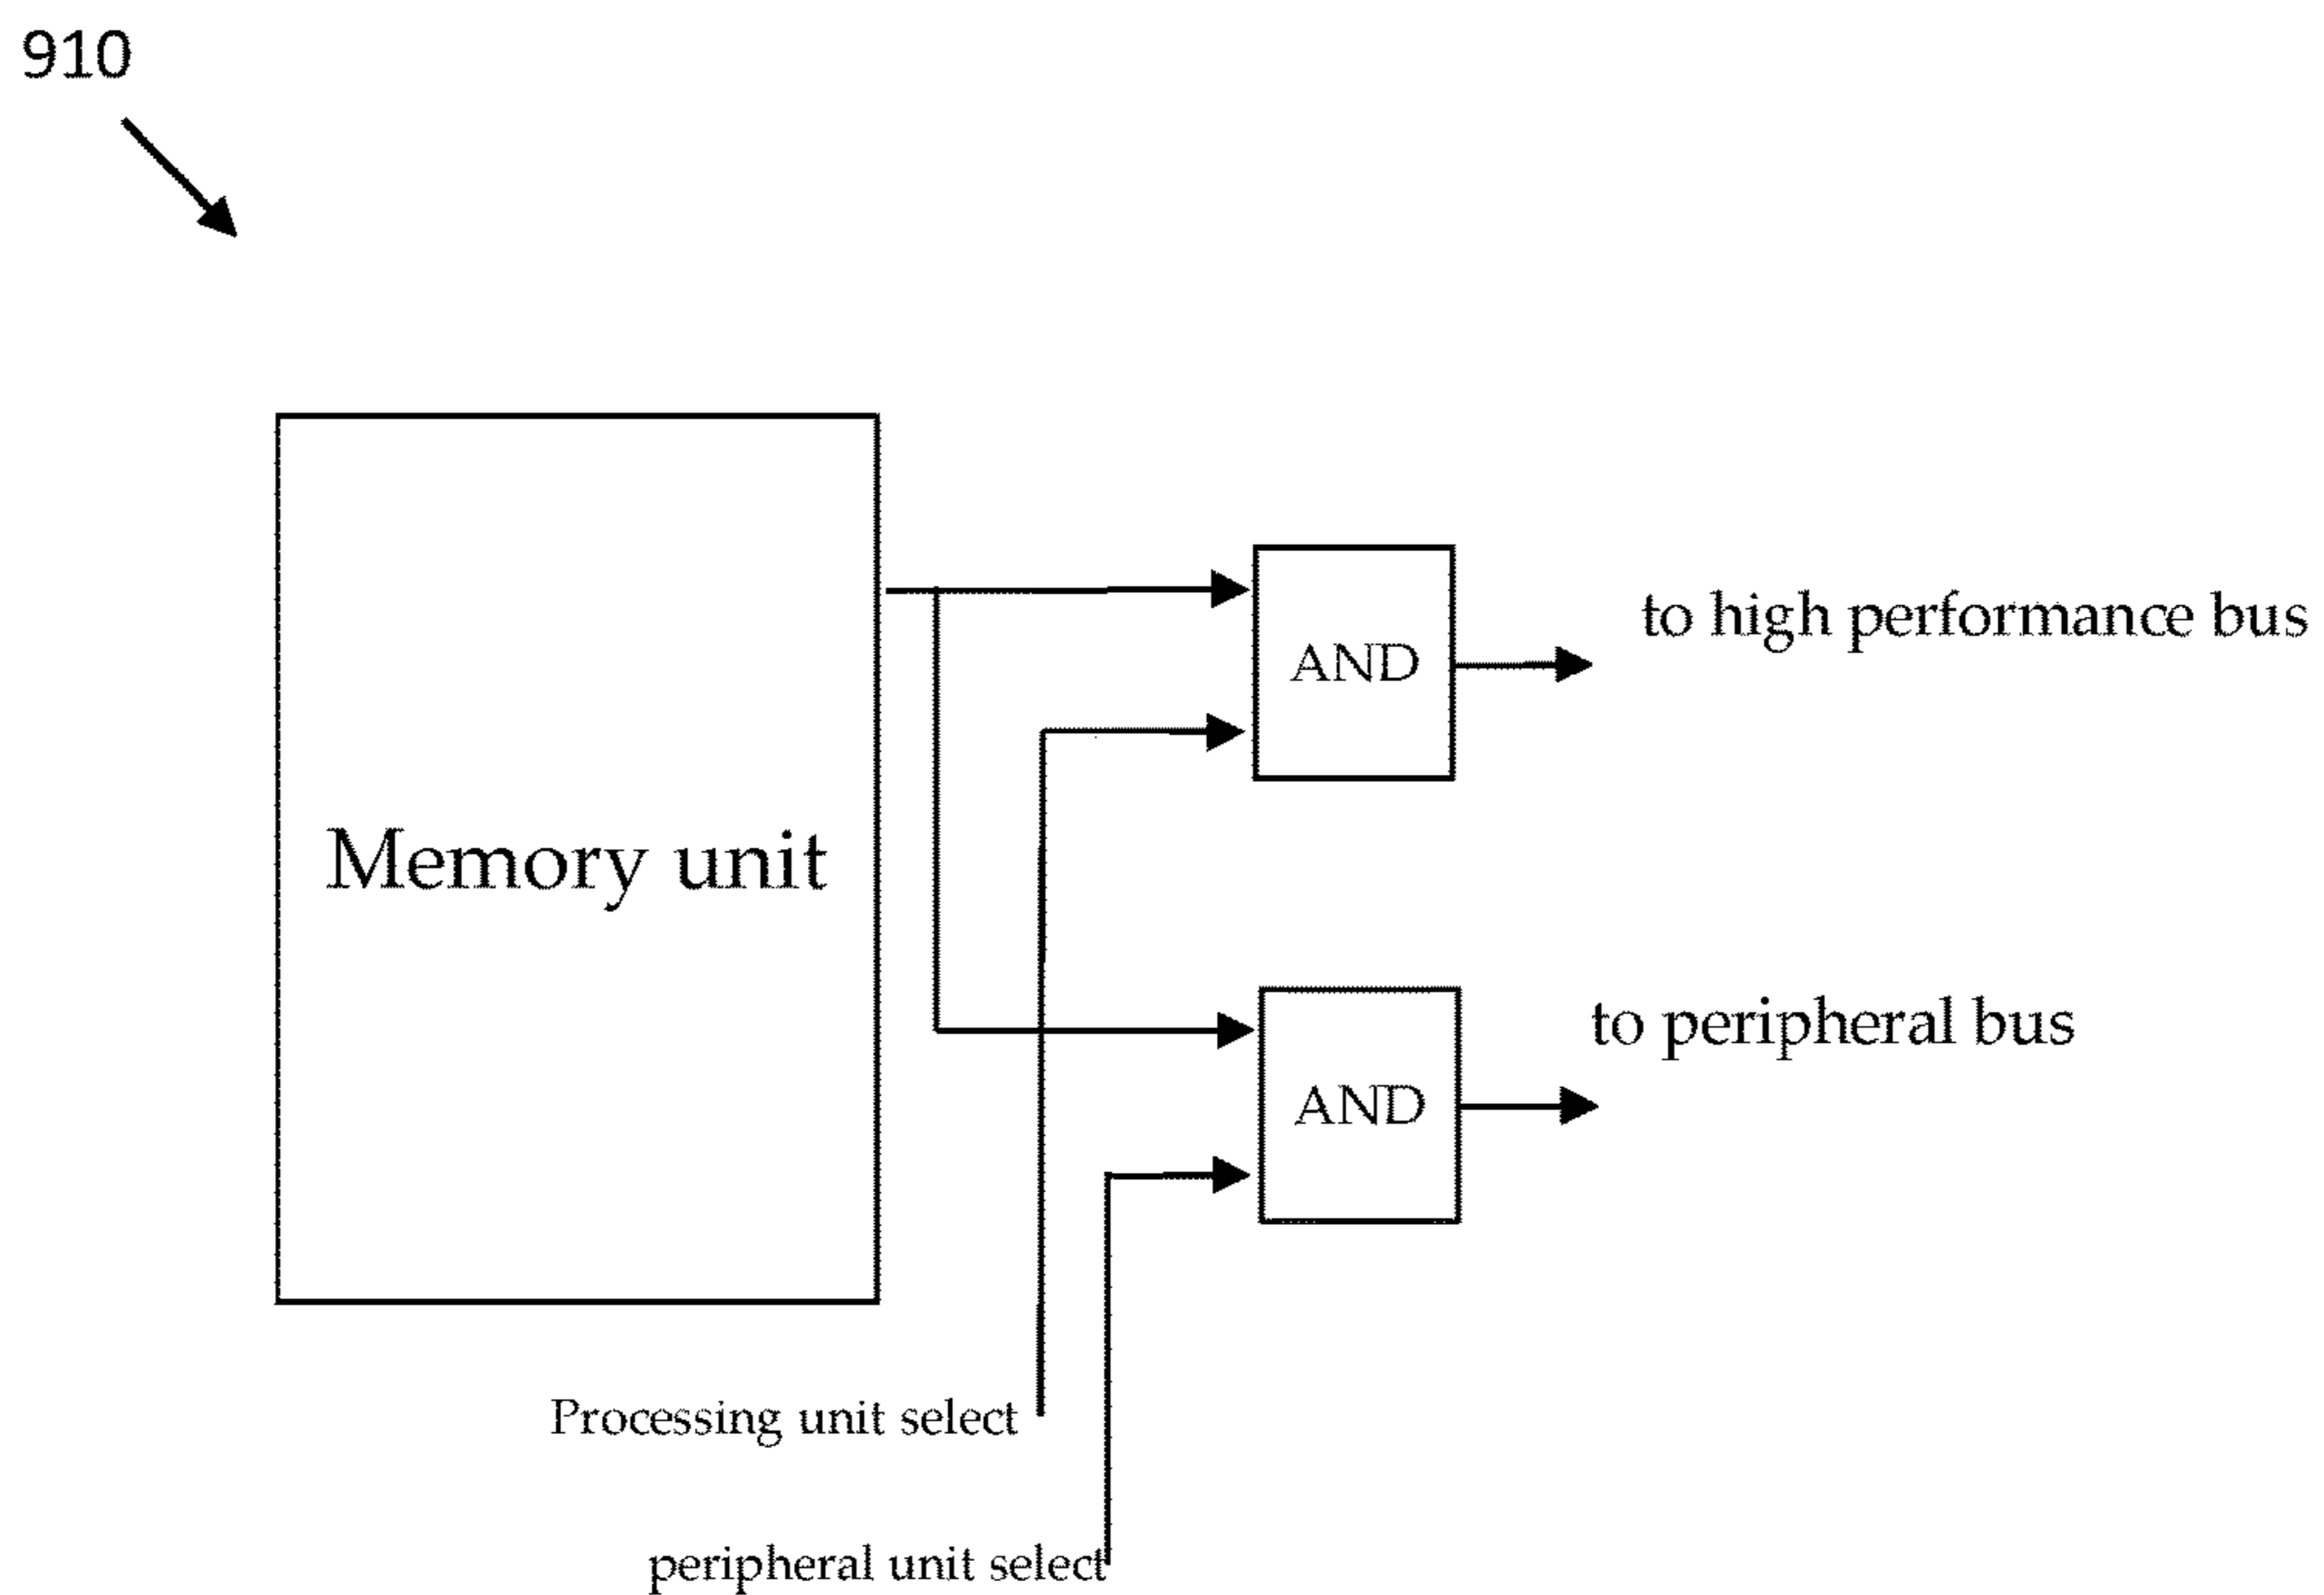 910
to high performance bus
AND
Memory unit
to peripheral bus
AND
Processing unit select
peripheral unit select